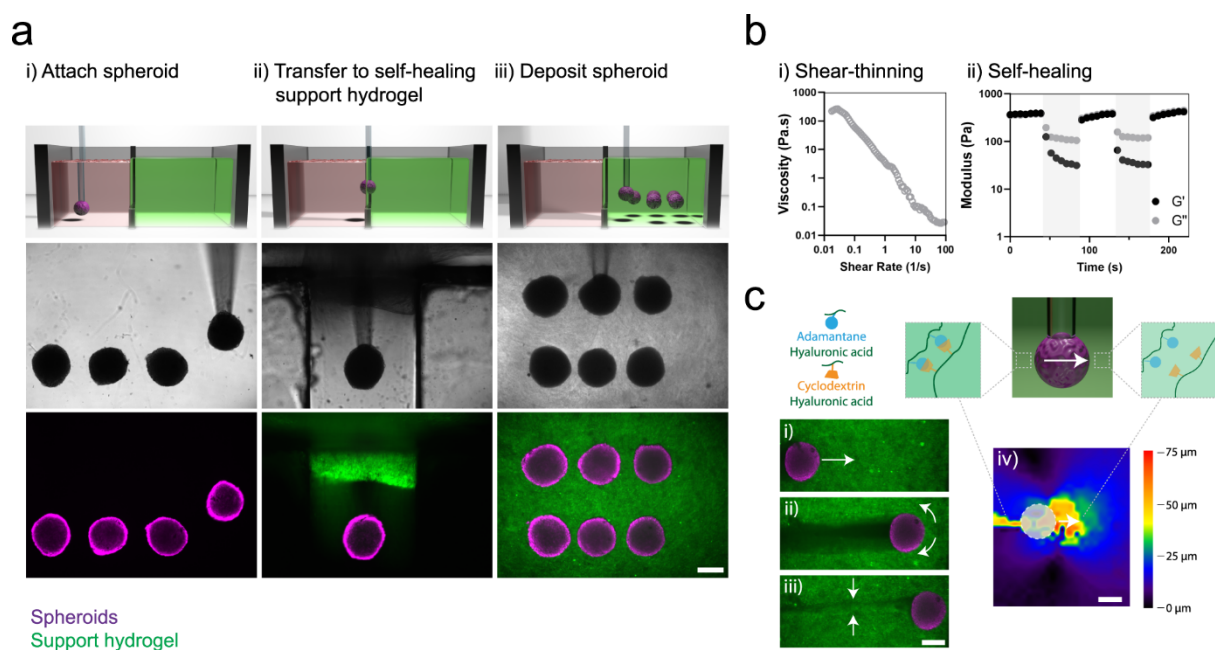 a
i) Attach spheroid
ii) Transfer to self-healing
support hydrogel
iii) Deposit spheroid
Spheroids
Support hydrogel
b
i) Shear-thinning
Viscosity (Pa.s)
1000
100
10
1
0.1
0.01
0.01
0.1
1
10
100
Shear Rate (1/s)
ii) Self-healing
Modulus (Pa)
1000
100
10
1
0
100
200
Time (s)
G'
G"
c
Adamantane
Hyaluronic acid
Cyclodextrin
Hyaluronic acid
i)
ii)
iii)
iv)
75 μm
50 μm
25 μm
0 μm